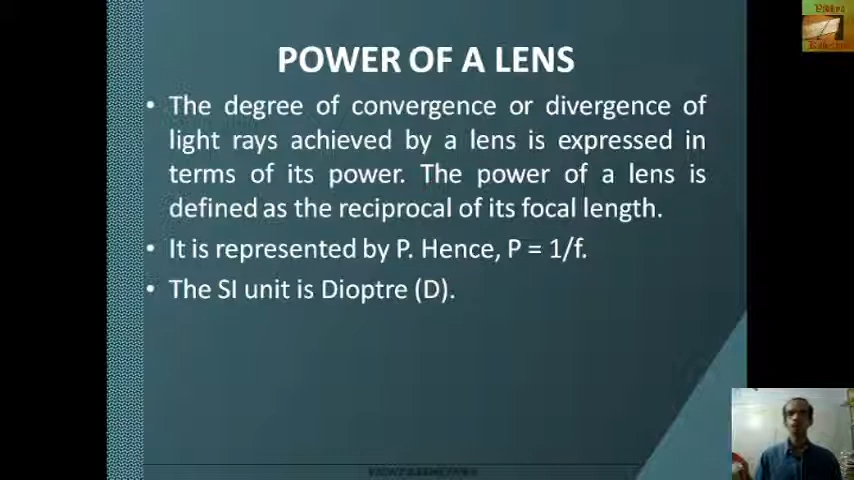 POWER OF A LENS
• The degree of convergence or divergence of
light rays achieved by a lens is expressed in
terms of its power. The power of a lens is
defined as the reciprocal of its focal length.
• It is represented by P. Hence, P = 1/f.
• The SI unit is Dioptre (D).